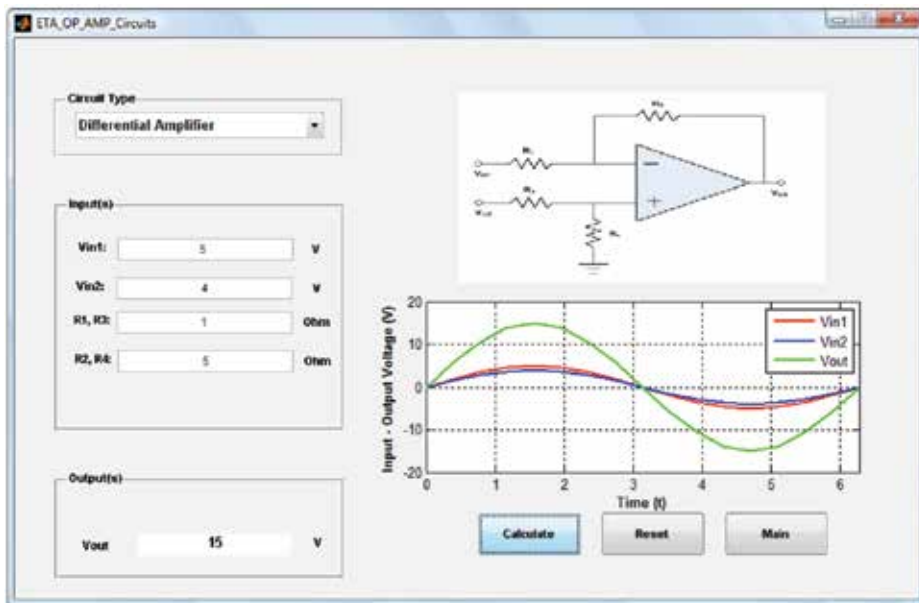 ETA_OP_AMP_Circuits
Circuit Type
Differential Amplifier
Input(s)
Vin1: 5 V
Vin2: 4 V
R1, R3: 1 Ohm
R2, R4: 5 Ohm
Output(s)
Vout 15 V
Input - Output Voltage (V)
20
10
0
-10
-20
0 1 2 3 4 5 6
Time (t)
Vin1
Vin2
Vout
Calculate Reset Main